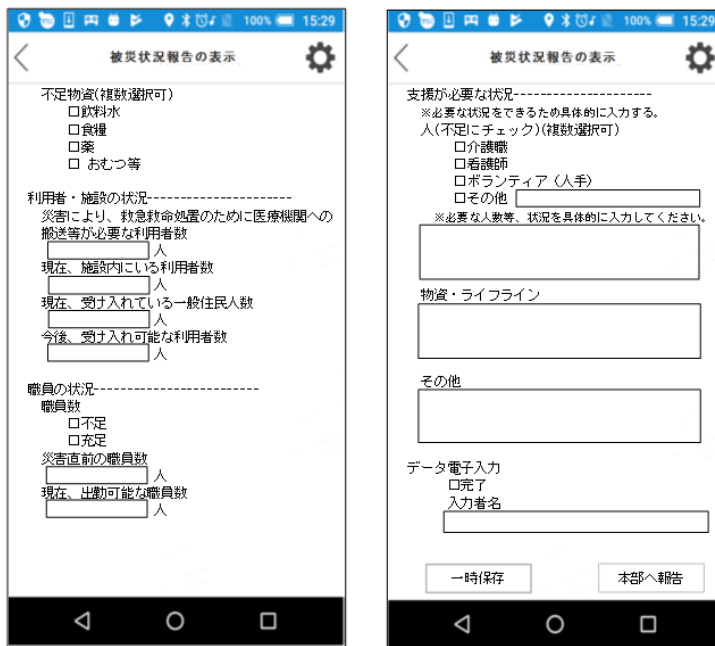 100% 15:29
被災状況報告の表示
不足物資(複数選択可)
□飲料水
□食糧
□薬
□ おむつ等
利用者・施設の状況-----------------------
災害により、救急救命処置のために医療機関への
搬送等が必要な利用者数
人
現在、施設内にいる利用者数
人
現在、受け入れている一般住民人数
人
今後、受け入れ可能な利用者数
人
職員の状況-------------------------
職員数
□不足
□充足
災害直前の職員数
人
現在、出勤可能な職員数
人
100% 15:29
被災状況報告の表示
支援が必要な状況---------------------
※必要な状況をできるため具体的に入力する。
人(不足にチェック)(複数選択可)
□介護職
□看護師
□ボランティア（人手）
□その他
※必要な人数等、状況を具体的に入力してください。
物資・ライフライン
その他
データ電子入力
□完了
入力者名
一時保存
本部へ報告